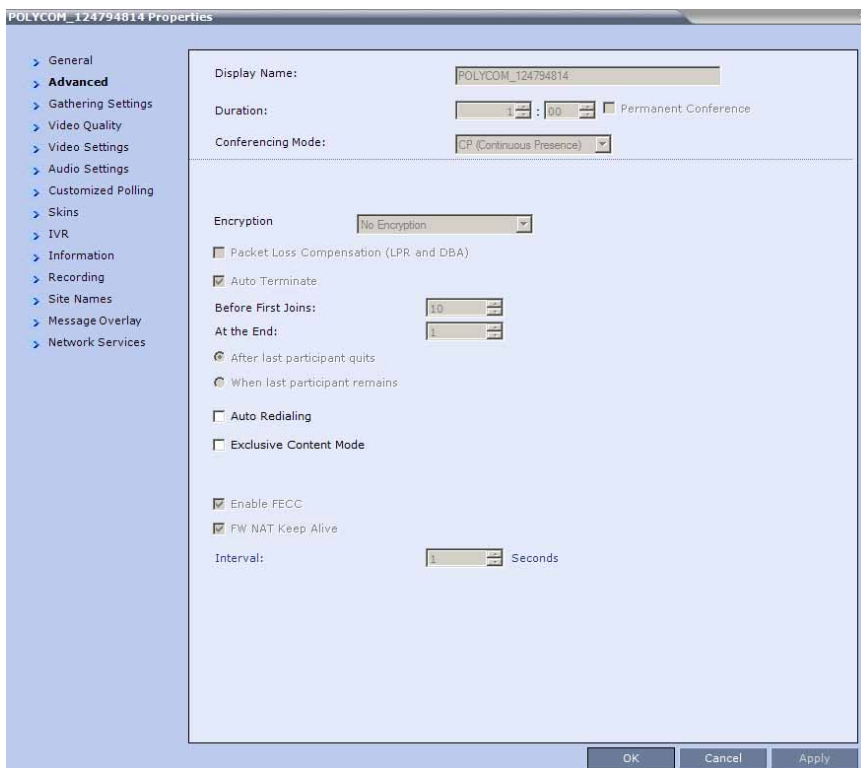 POLYCOM_124794814 Properties
General
Advanced
Gathering Settings
Video Quality
Video Settings
Audio Settings
Customized Polling
Skins
IVR
Information
Recording
Site Names
Message Overlay
Network Services
Display Name: POLYCOM_124794814
Duration: 1 : 00 Permanent Conference
Conferencing Mode: CP (Continuous Presence)
Encryption No Encryption
Packet Loss Compensation (LPR and DBA)
Auto Terminate
Before First Joins: 10
At the End: 1
After last participant quits
When last participant remains
Auto Redialing
Exclusive Content Mode
Enable FECC
FW NAT Keep Alive
Interval: 1 Seconds
OK Cancel Apply